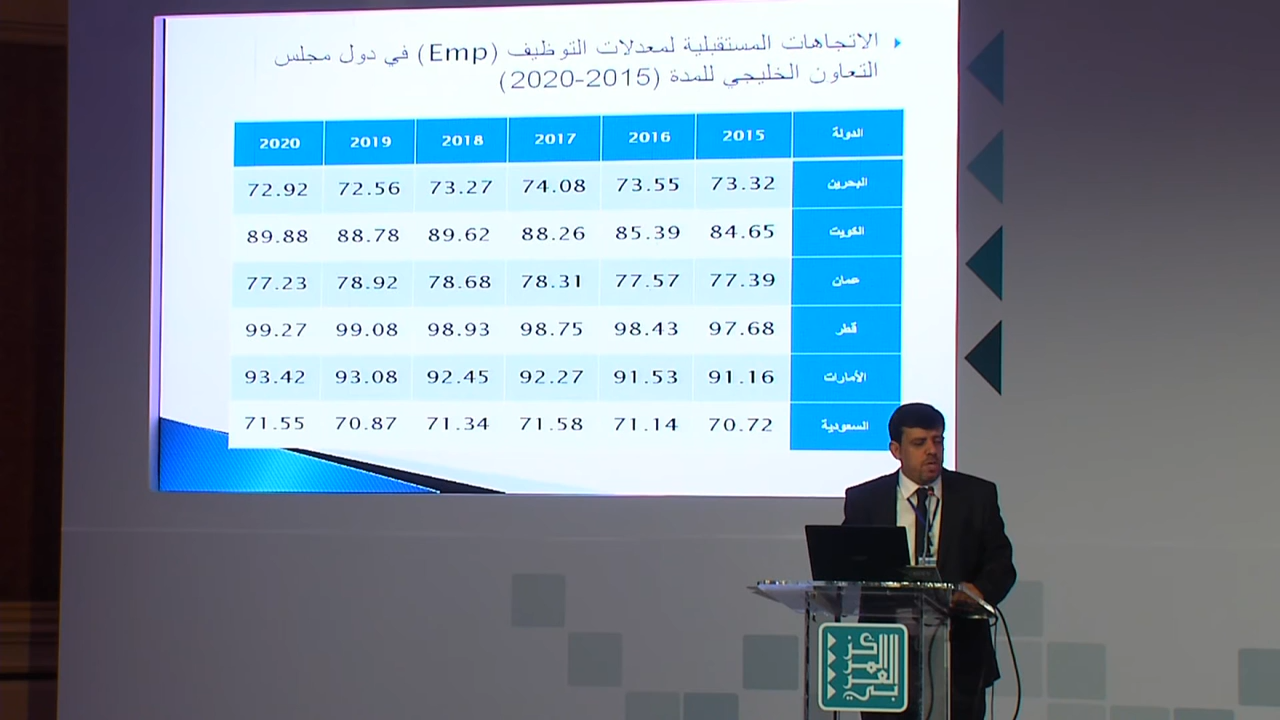 الاتجاهات المستقبلية لمعدلات التوظيف (Emp) في دول مجلس
التعاون الخليجي للمدة (2015-2020)
الدولة 2015 2016 2017 2018 2019 2020
البحرين 73.32 73.55 74.08 73.27 72.56 72.92
الكويت 84.65 85.39 88.26 89.62 88.78 89.88
عمان 77.39 77.57 78.31 78.68 78.92 77.23
قطر 97.68 98.43 98.75 98.93 99.08 99.27
الأمارات 91.16 91.53 92.27 92.45 93.08 93.42
السعودية 70.72 71.14 71.58 71.34 70.87 71.55